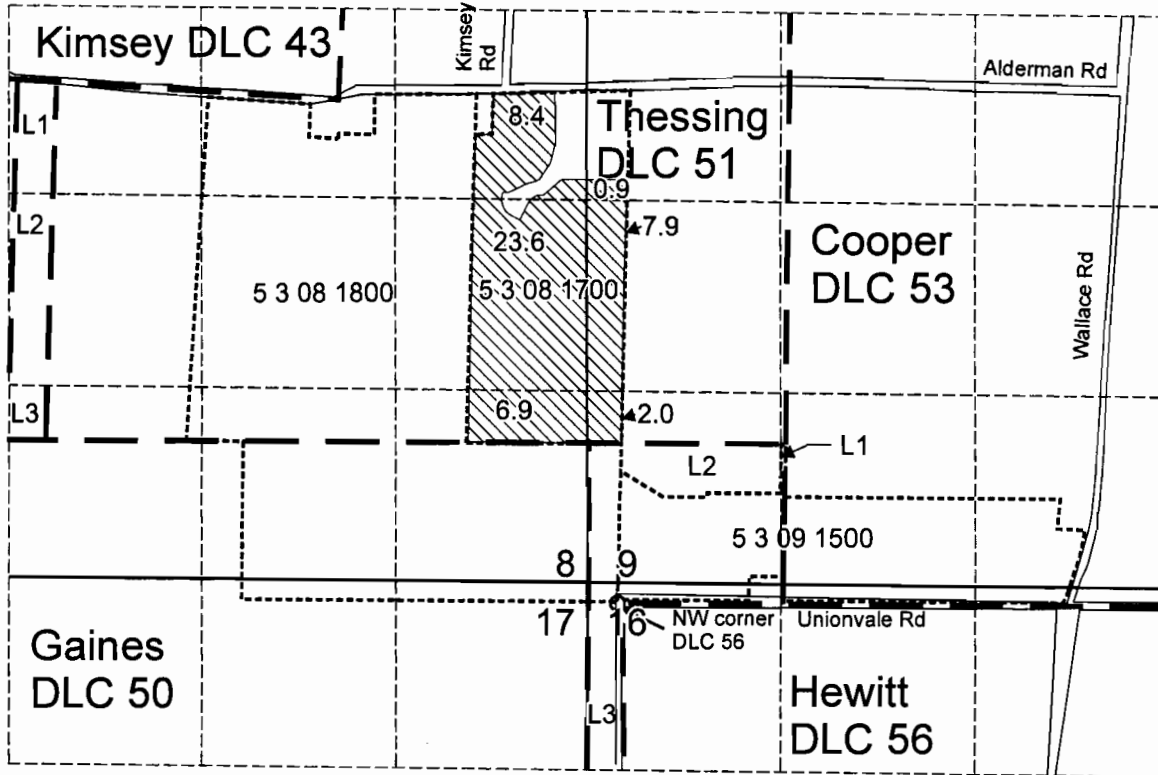 Kimsey DLC 43
Kimsey
Rd
Alderman Rd
L1
8.4
Thessing
DLC 51
0.9
L2
7.9
23.6
Cooper
DLC 53
5 3 08 1800
5 3 08 1700
Wallace Rd
L3
6.9
2.0
L1
L2
5 3 09 1500
8
9
17
16
NW corner
DLC 56
Unionvale Rd
Gaines
DLC 50
L3
Hewitt
DLC 56